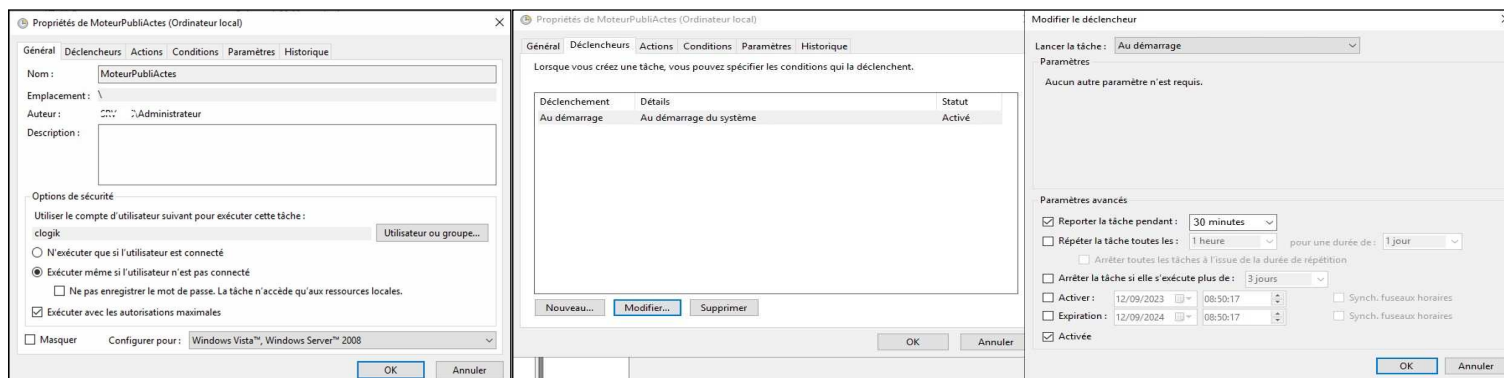 Propriétés de MoteurPubliActes (Ordinateur local)
Général Déclencheurs Actions Conditions Paramètres Historique
Nom : MoteurPubliActes
Emplacement : \
Auteur : \Administrateur
Description :
Options de sécurité
Utiliser le compte d'utilisateur suivant pour exécuter cette tâche :
clogik Utilisateur ou groupe...
N'exécuter que si l'utilisateur est connecté
Exécuter même si l'utilisateur n'est pas connecté
Ne pas enregistrer le mot de passe. La tâche n'accède qu'aux ressources locales.
Exécuter avec les autorisations maximales
Masquer Configurer pour : Windows Vista™, Windows Server™ 2008
OK Annuler
Propriétés de MoteurPubliActes (Ordinateur local)
Général Déclencheurs Actions Conditions Paramètres Historique
Lorsque vous créez une tâche, vous pouvez spécifier les conditions qui la déclenchent.
Déclenchement Détails Statut
Au démarrage Au démarrage du système Activé
Nouveau... Modifier... Supprimer
OK Annuler
Modifier le déclencheur
Lancer la tâche : Au démarrage
Paramètres
Aucun autre paramètre n'est requis.
Paramètres avancés
Reporter la tâche pendant : 30 minutes
Répéter la tâche toutes les : 1 heure pour une durée de : 1 jour
Arrêter toutes les tâches à l'issue de la durée de répétition
Arrêter la tâche si elle s'exécute plus de : 3 jours
Activer : 12/09/2023 08:50:17 Synch. fuseaux horaires
Expiration : 12/09/2024 08:50:17 Synch. fuseaux horaires
Activée
OK Annuler